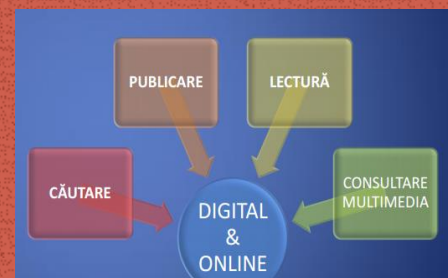 PUBLICARE
LECTURĂ
CĂUTARE
CONSULTARE
MULTIMEDIA
DIGITAL
&
ONLINE